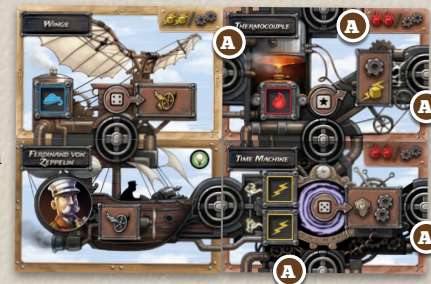 WINGS
THERMOCOUPLE
A
A
A
FERDINAND VON
ZEPPELIN
TIME MACHINE
A
A